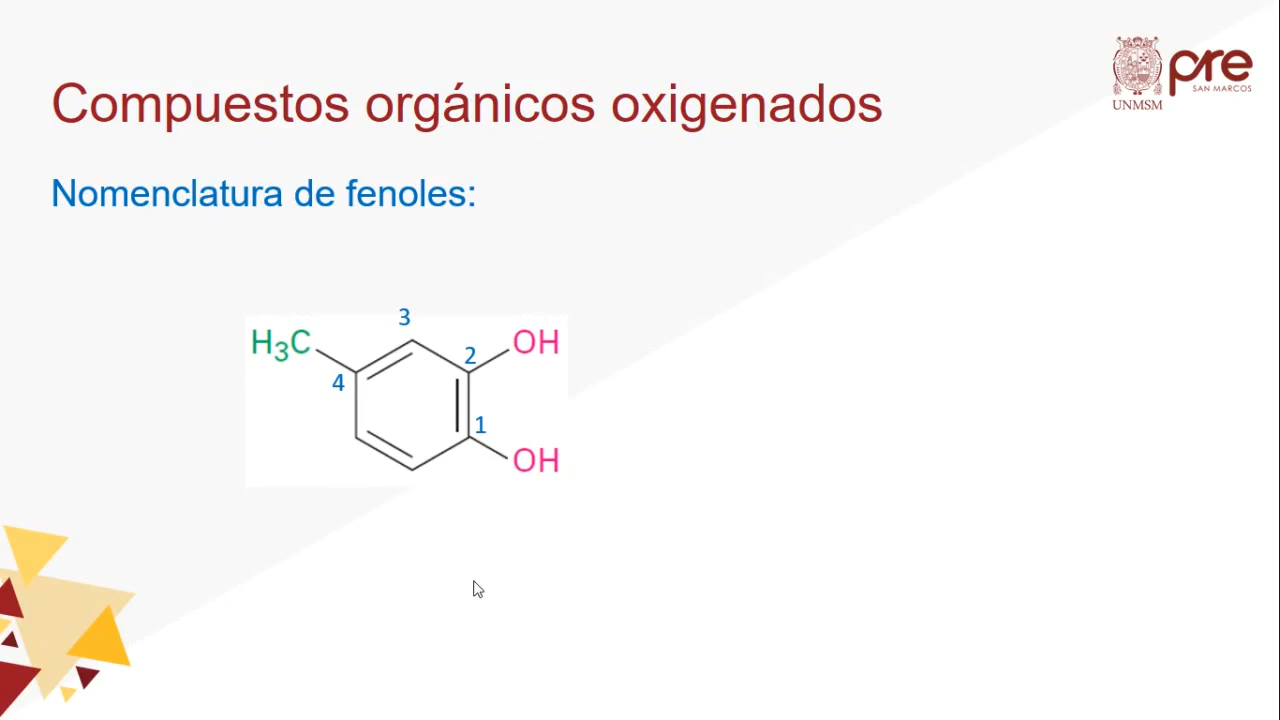 Compuestos orgánicos oxigenados
UNMSM
pre
SAN MARCOS
Nomenclatura de fenoles:
3
H₃C
OH
2
4
1
OH